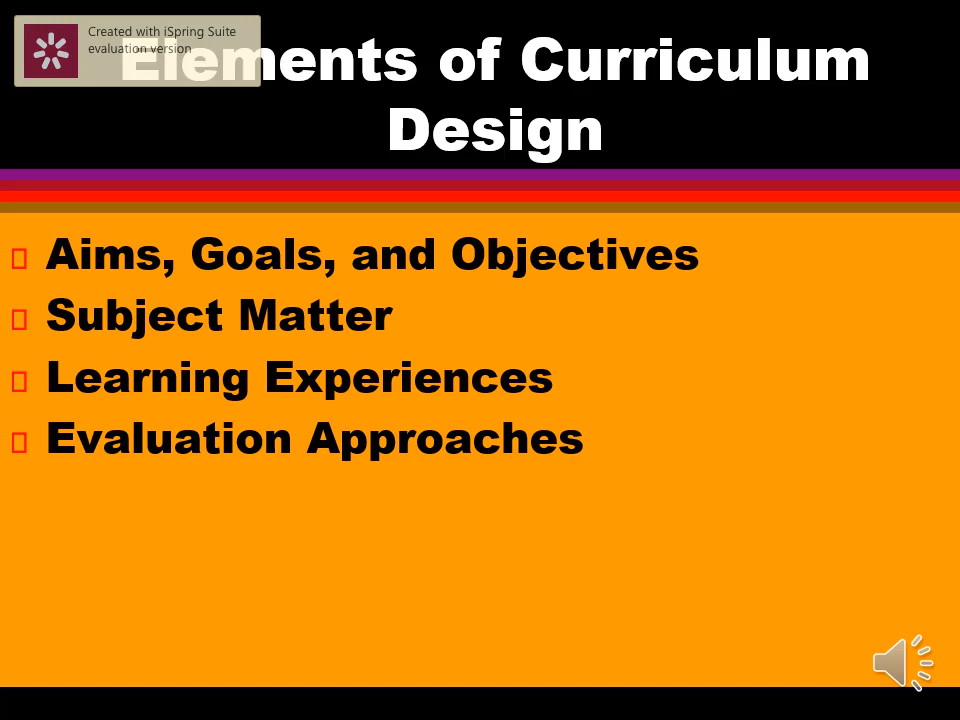 Created with iSpring Suite
evaluation version
Elements of Curriculum
Design
Aims, Goals, and Objectives
Subject Matter
Learning Experiences
Evaluation Approaches